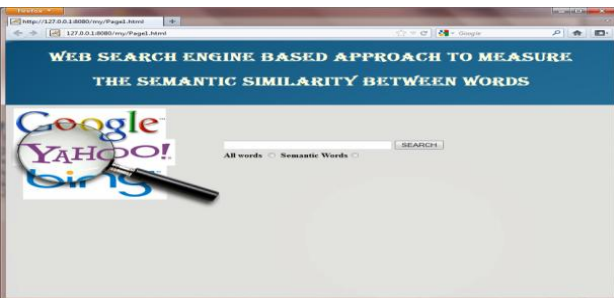 Firefox
http://127.0.0.1:8080/my/Page1.html
127.0.0.1:8080/my/Page1.html
Google
WEB SEARCH ENGINE BASED APPROACH TO MEASURE
THE SEMANTIC SIMILARITY BETWEEN WORDS
Google
YAHOO!
bing
SEARCH
All words Semantic Words